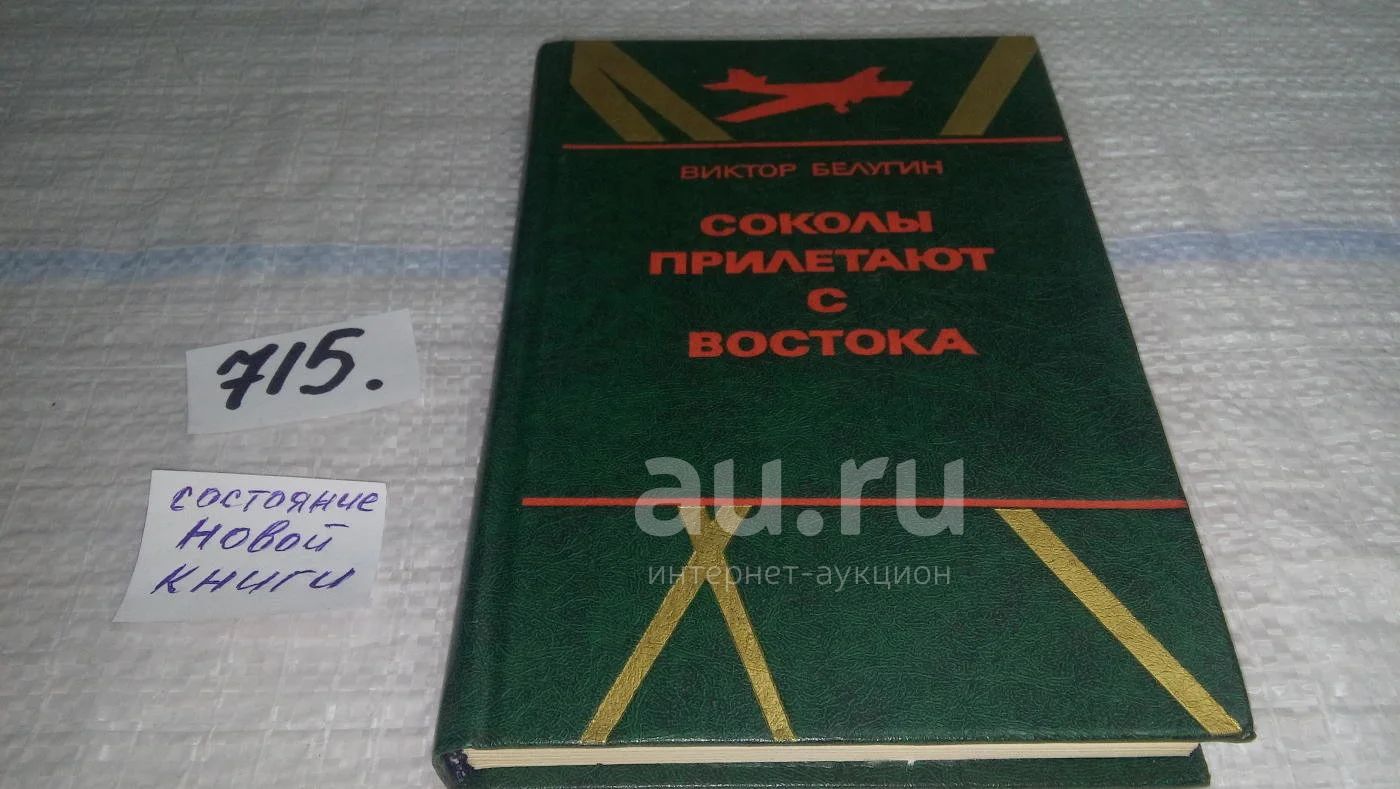 ВИКТОР БЕЛУГИН
СОКОЛЫ
ПРИЛЕТАЮТ
С
ВОСТОКА
715.
состояние
новой
книги
au.ru
интернет-аукцион